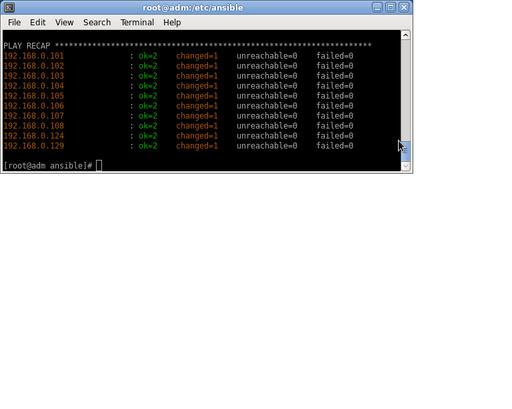 root@adm:/etc/ansible
File Edit View Search Terminal Help
PLAY RECAP *******************************************************************
192.168.0.101 : ok=2 changed=1 unreachable=0 failed=0
192.168.0.102 : ok=2 changed=1 unreachable=0 failed=0
192.168.0.103 : ok=2 changed=1 unreachable=0 failed=0
192.168.0.104 : ok=2 changed=1 unreachable=0 failed=0
192.168.0.105 : ok=2 changed=1 unreachable=0 failed=0
192.168.0.106 : ok=2 changed=1 unreachable=0 failed=0
192.168.0.107 : ok=2 changed=1 unreachable=0 failed=0
192.168.0.108 : ok=2 changed=1 unreachable=0 failed=0
192.168.0.124 : ok=2 changed=1 unreachable=0 failed=0
192.168.0.129 : ok=2 changed=1 unreachable=0 failed=0
[root@adm ansible]#